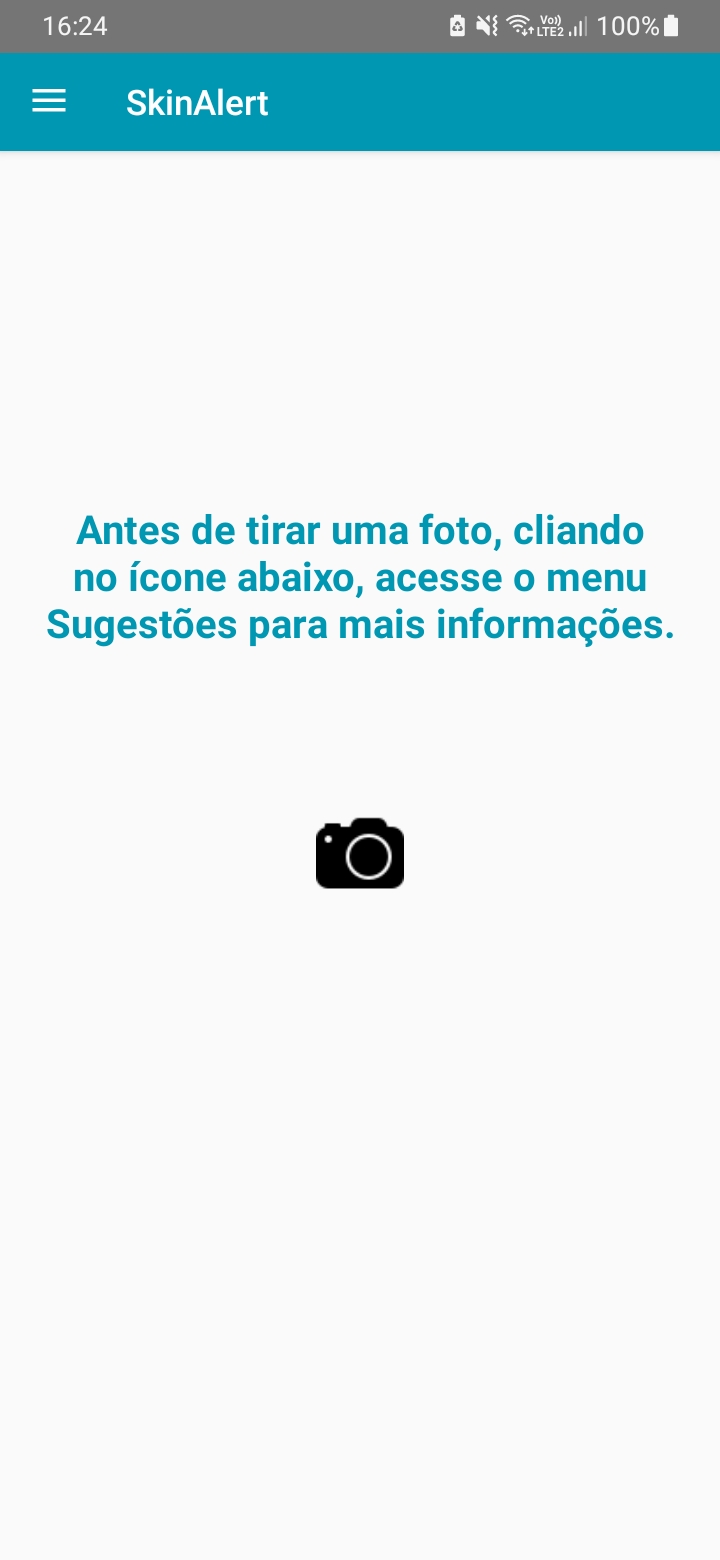 16:24
Vo)) LTE2 100%
SkinAlert
Antes de tirar uma foto, cliando
no ícone abaixo, acesse o menu
Sugestões para mais informações.